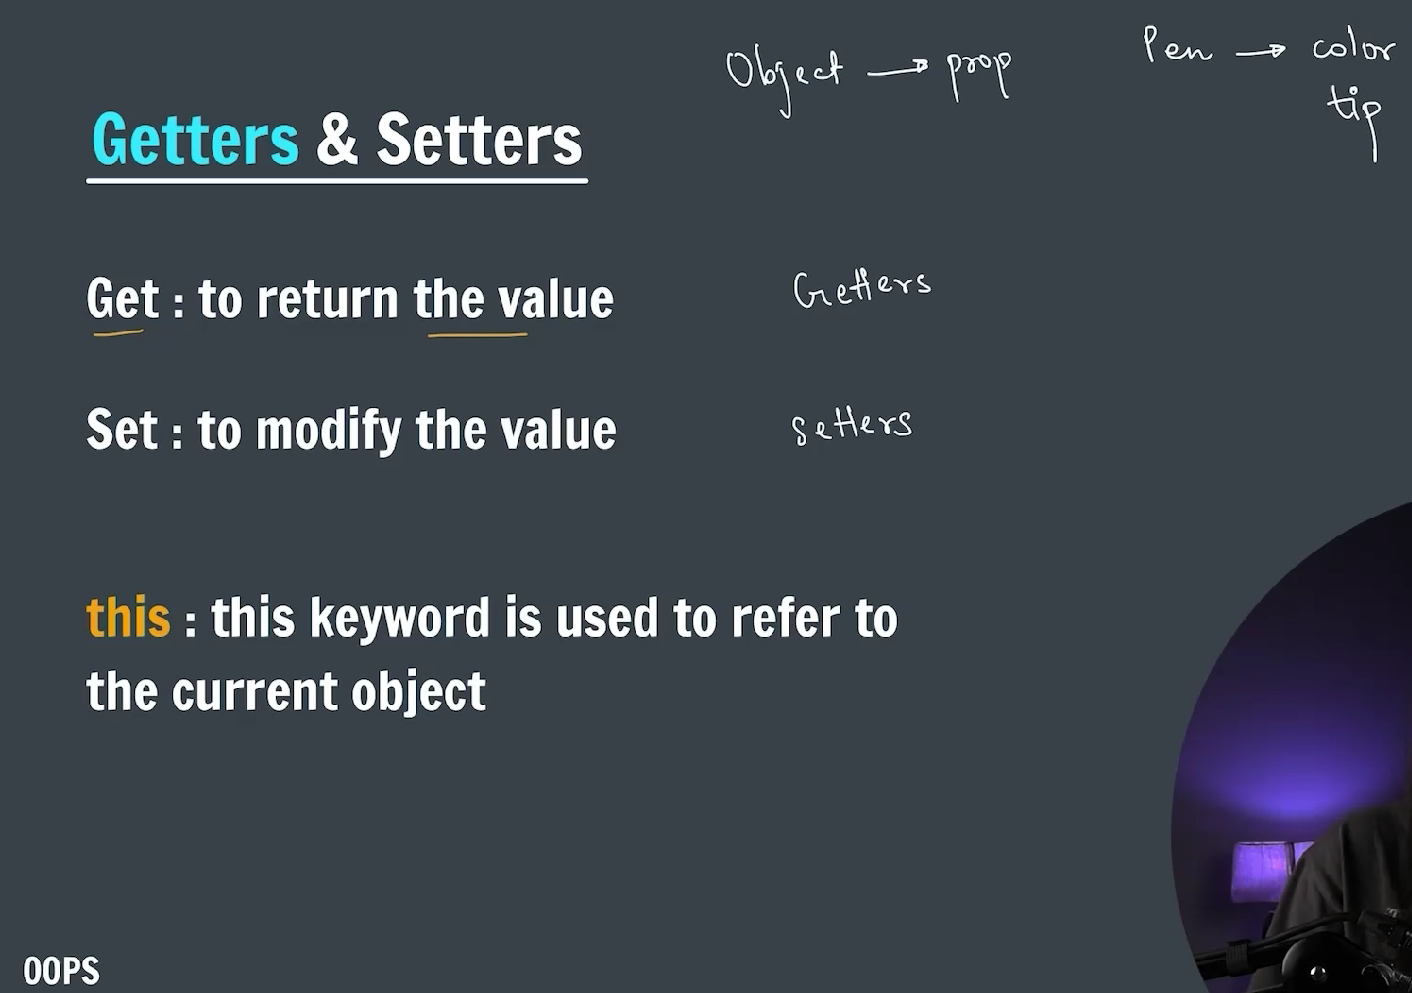 Object → prop
Pen → color
tip
Getters & Setters
Get : to return the value
Getters
Set : to modify the value
setters
this : this keyword is used to refer to
the current object
OOPS